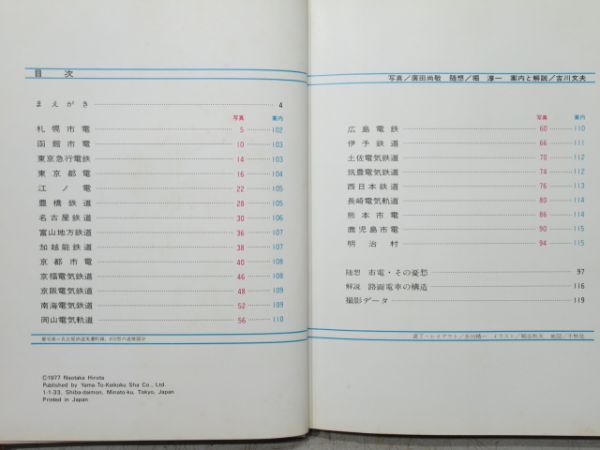 目次
まえがき 4
写真 案内
札幌市電 5 102
函館市電 10 103
東京急行電鉄 14 103
東京都電 16 104
江ノ電 22 105
豊橋鉄道 28 105
名古屋鉄道 30 106
富山地方鉄道 36 107
加越能鉄道 38 107
京都市電 40 108
京福電気鉄道 46 108
京阪電気鉄道 48 109
南海電気鉄道 52 109
岡山電気軌道 56 110
©1977 Naotaka Hirota
Published by Yama-To-Keikoku Sha Co., Ltd.
1-1-33, Shiba-daimon, Minato-ku, Tokyo, Japan
Printed in Japan
写真/廣田尚敬 随想/堀 淳一 案内と解説/吉川文夫
写真 案内
広島電鉄 60 110
伊予鉄道 66 111
土佐電気鉄道 70 112
筑豊電気鉄道 74 112
西日本鉄道 76 113
長崎電気軌道 80 114
熊本市電 86 114
鹿児島市電 90 115
明治村 94 115
随想 市電・その憂愁 97
解説 路面電車の構造 116
撮影データ 119